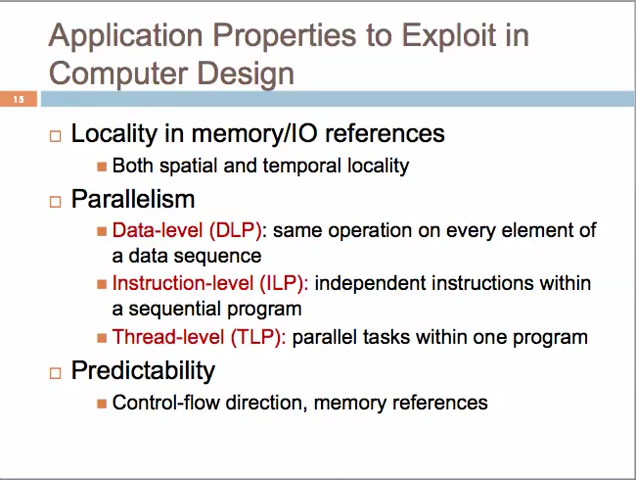 Application Properties to Exploit in
Computer Design
15
Locality in memory/IO references
Both spatial and temporal locality
Parallelism
Data-level (DLP): same operation on every element of
a data sequence
Instruction-level (ILP): independent instructions within
a sequential program
Thread-level (TLP): parallel tasks within one program
Predictability
Control-flow direction, memory references